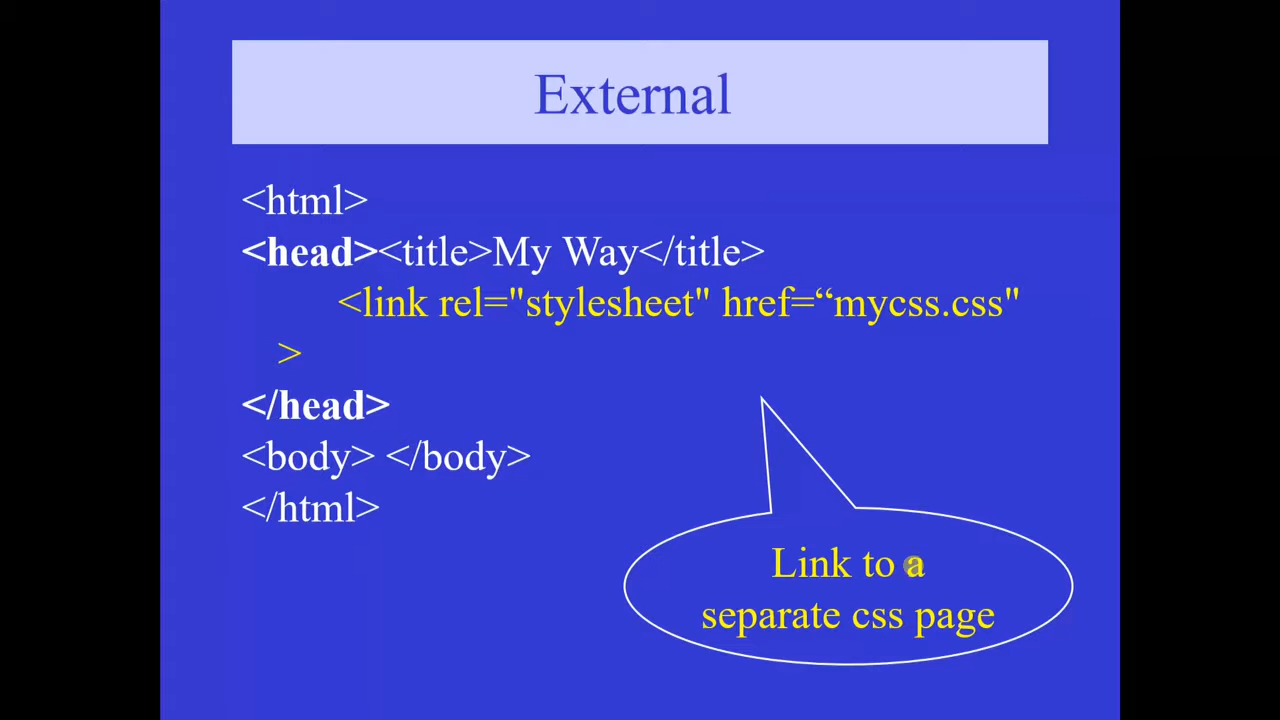 External
<html>
<head><title>My Way</title>
<link rel="stylesheet" href=“mycss.css"
>
</head>
<body> </body>
</html>
Link to a
separate css page